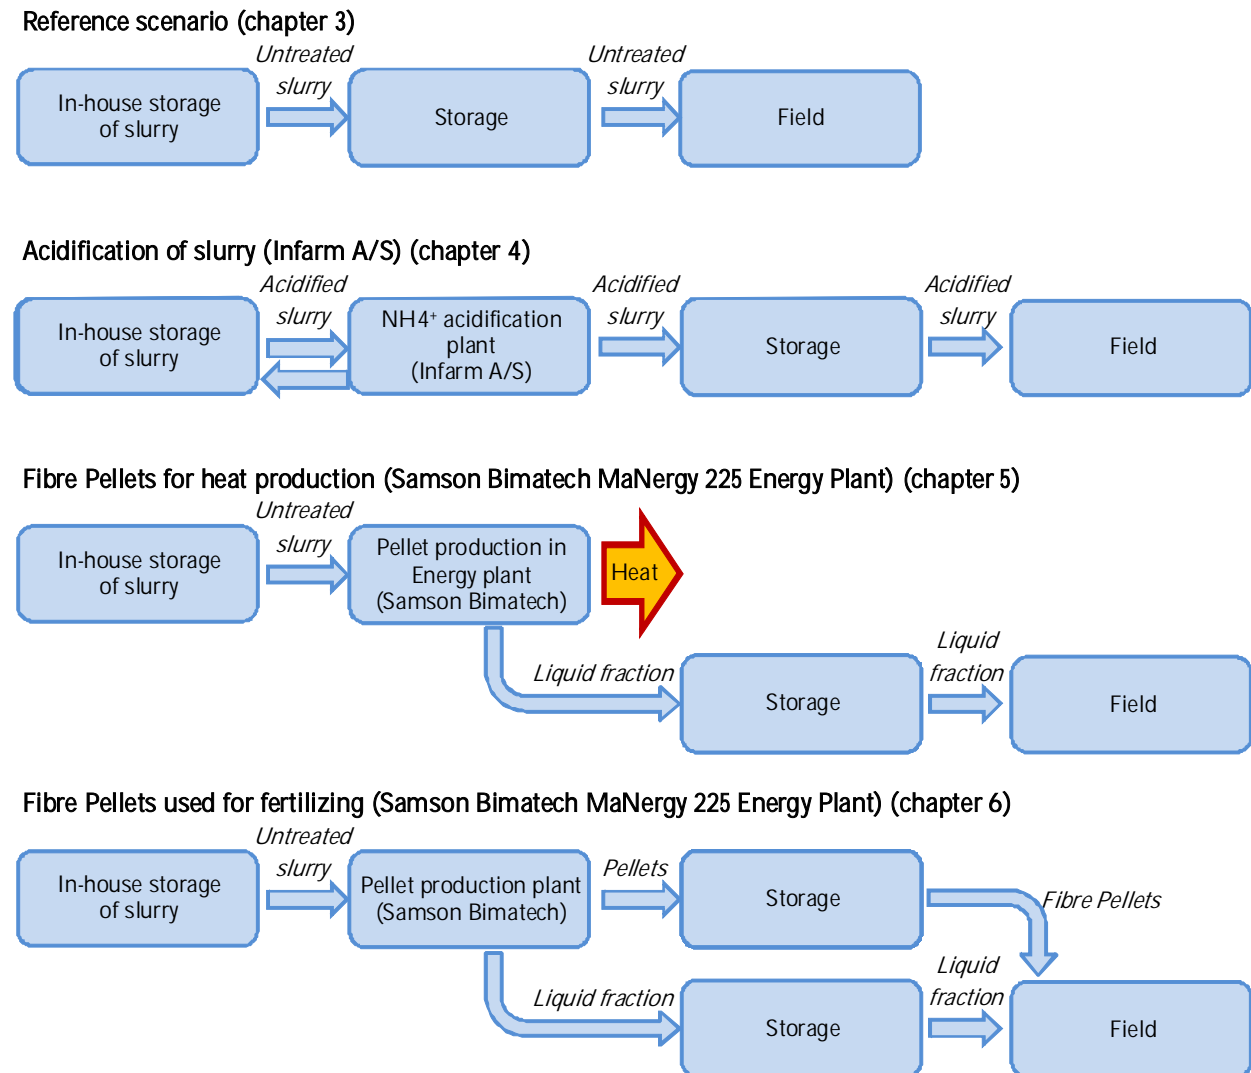 Reference scenario (chapter 3)
Untreated
slurry
Untreated
slurry
In-house storage
of slurry
Storage
Field
Acidification of slurry (Infarm A/S) (chapter 4)
Acidified
slurry
Acidified
slurry
Acidified
slurry
In-house storage
of slurry
NH4⁺ acidification
plant
(Infarm A/S)
Storage
Field
Fibre Pellets for heat production (Samson Bimatech MaNergy 225 Energy Plant) (chapter 5)
Untreated
slurry
In-house storage
of slurry
Pellet production in
Energy plant
(Samson Bimatech)
Heat
Liquid fraction
Storage
Liquid
fraction
Field
Fibre Pellets used for fertilizing (Samson Bimatech MaNergy 225 Energy Plant) (chapter 6)
Untreated
slurry
In-house storage
of slurry
Pellet production plant
(Samson Bimatech)
Pellets
Storage
Fibre Pellets
Liquid fraction
Storage
Liquid
fraction
Field